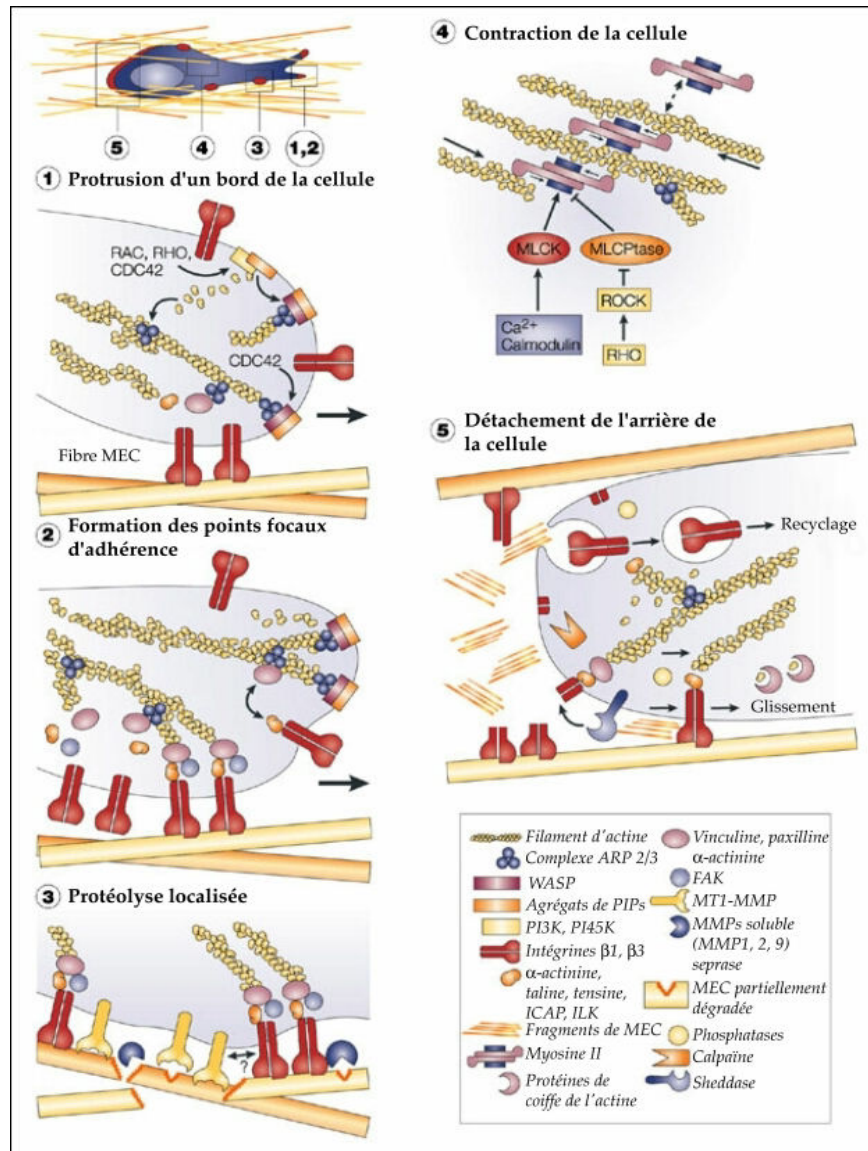 5
4
3
1,2
1 Protrusion d'un bord de la cellule
RAC, RHO,
CDC42
CDC42
Fibre MEC
2 Formation des points focaux
d'adhérence
3 Protéolyse localisée
?
4 Contraction de la cellule
MLCK
MLCPtase
Ca2+
Calmodulin
ROCK
RHO
5 Détachement de l'arrière de
la cellule
Recyclage
Glissement
Filament d'actine
Complexe ARP 2/3
WASP
Agrégats de PIPs
PI3K, PI45K
Intégrines β1, β3
α-actinine,
taline, tensine,
ICAP, ILK
Fragments de MEC
Myosine II
Protéines de
coiffe de l'actine
Vinculine, paxilline
α-actinine
FAK
MT1-MMP
MMPs soluble
(MMP1, 2, 9)
seprase
MEC partiellement
dégradée
Phosphatases
Calpaïne
Sheddase